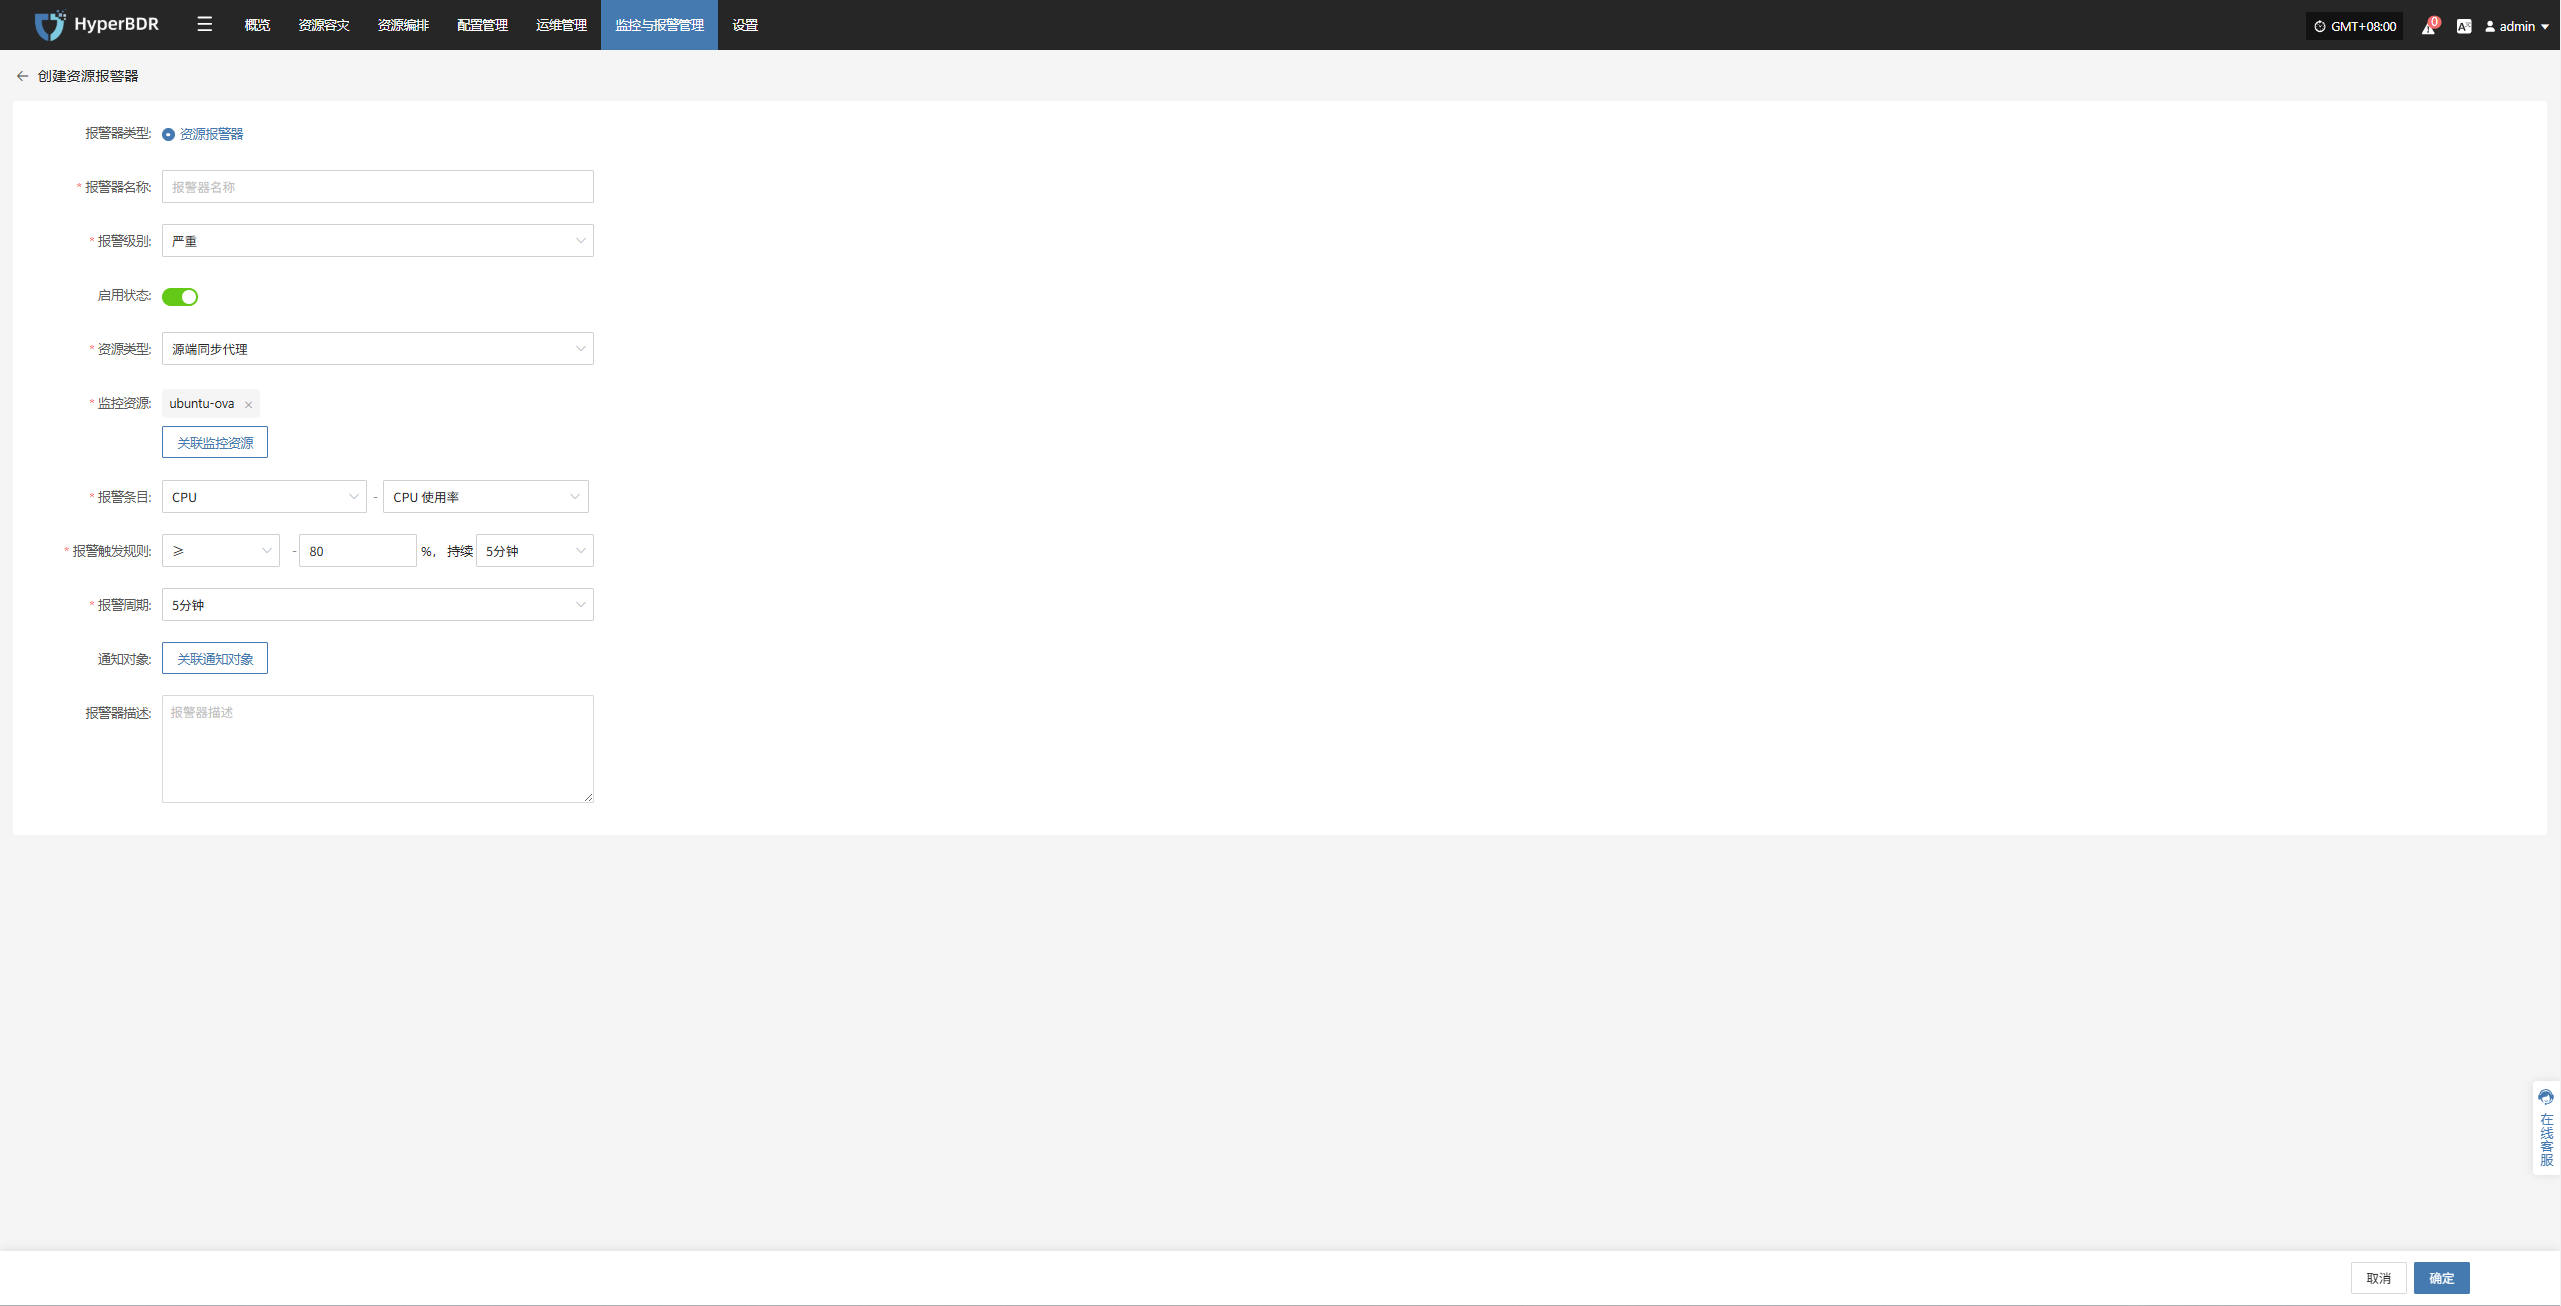 HyperBDR 概览 资源容灾 资源编排 配置管理 运维管理 监控与报警管理 设置 GMT+08:00 0 admin
创建资源报警器
报警器类型: 资源报警器
* 报警器名称: 报警器名称
* 报警级别: 严重
启用状态:
* 资源类型: 源端同步代理
* 监控资源: ubuntu-ova ×
关联监控资源
* 报警条目: CPU - CPU 使用率
* 报警触发规则: ≥ - 80 %， 持续 5分钟
* 报警周期: 5分钟
通知对象: 关联通知对象
报警器描述: 报警器描述
在线客服
取消 确定